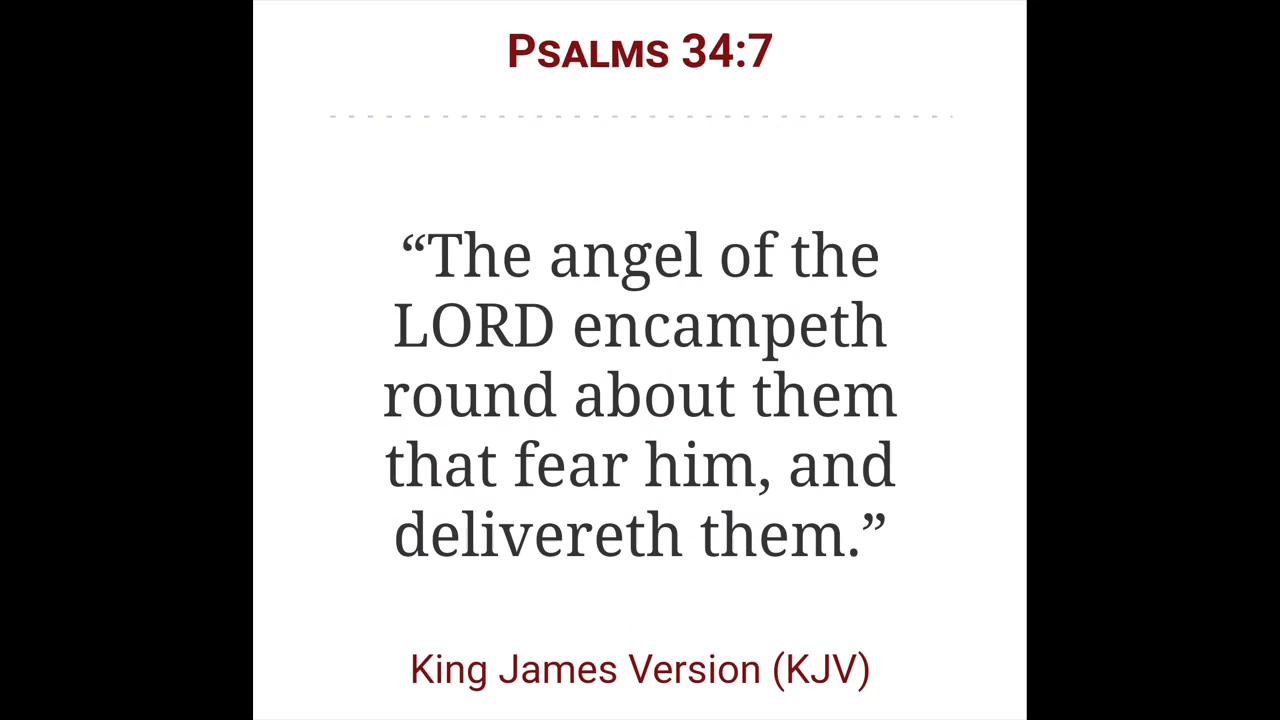 Psalms 34:7
“The angel of the
LORD encampeth
round about them
that fear him, and
delivereth them.”
King James Version (KJV)